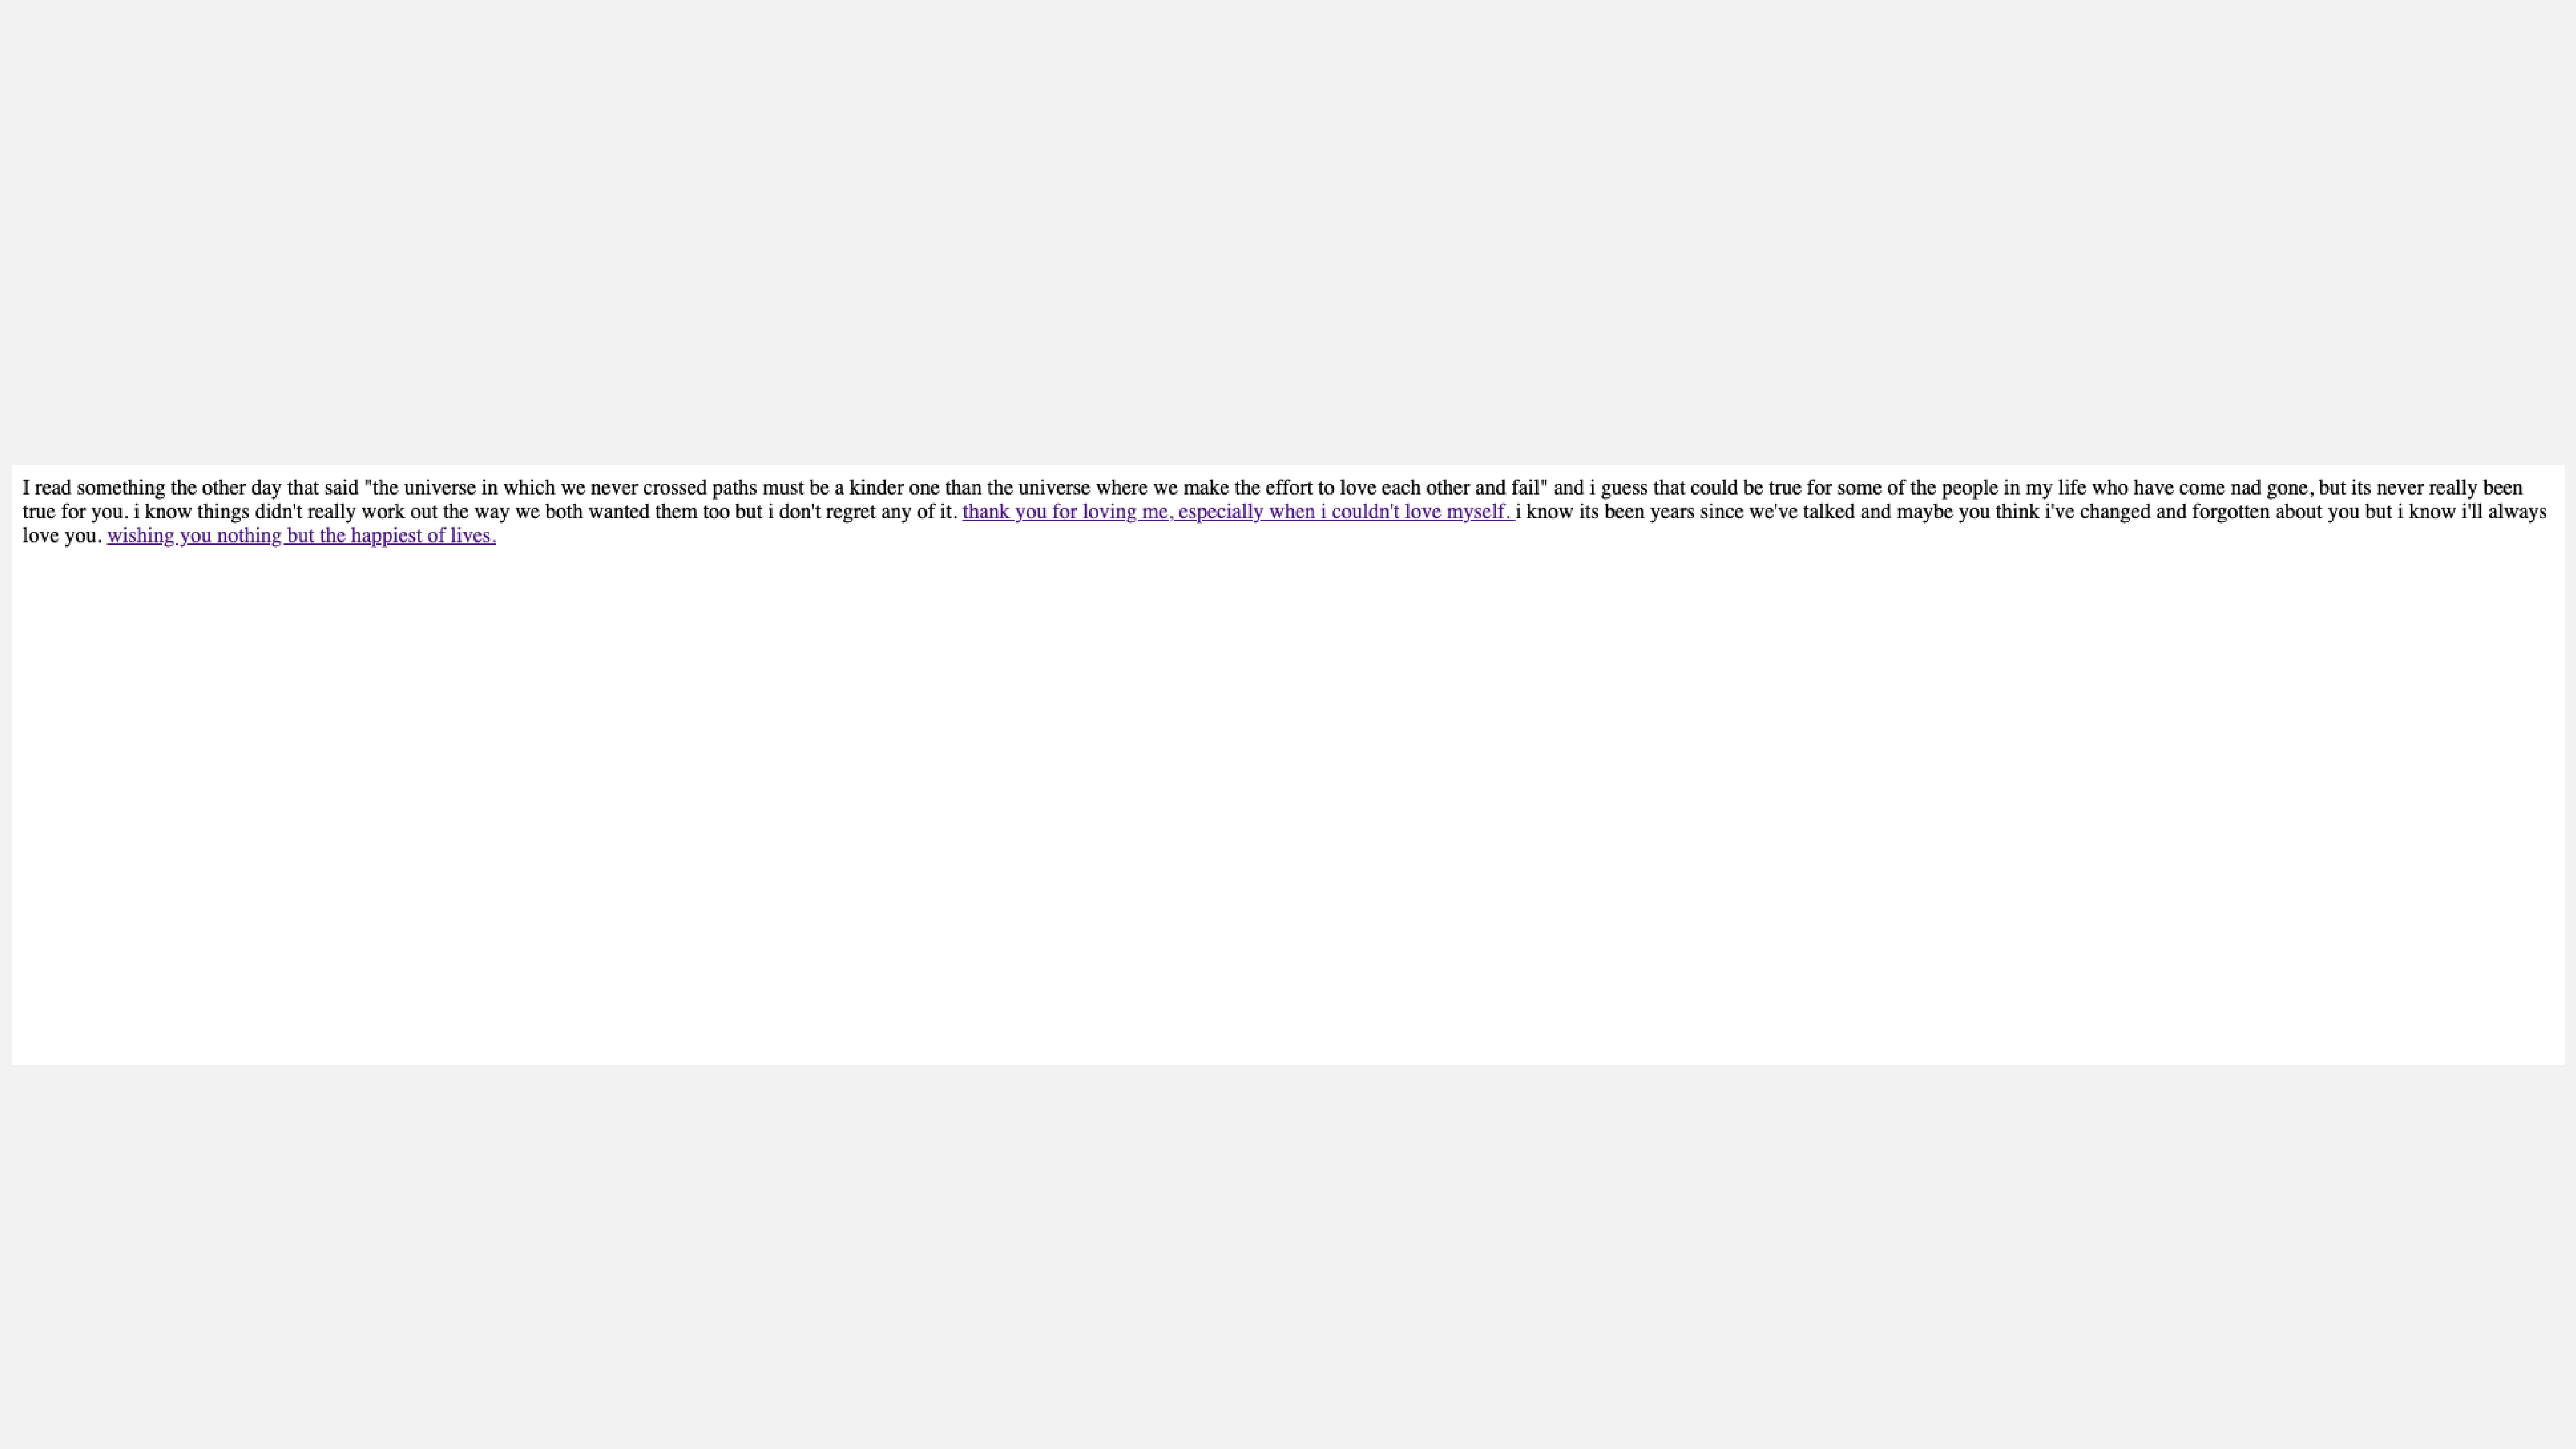 I read something the other day that said "the universe in which we never crossed paths must be a kinder one than the universe where we make the effort to love each other and fail" and i guess that could be true for some of the people in my life who have come nad gone, but its never really been
true for you. i know things didn't really work out the way we both wanted them too but i don't regret any of it. thank you for loving me, especially when i couldn't love myself. i know its been years since we've talked and maybe you think i've changed and forgotten about you but i know i'll always
love you. wishing you nothing but the happiest of lives.